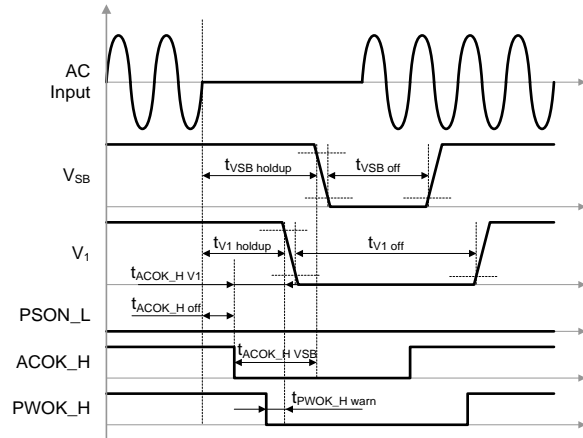 AC
Input
tVSB holdup
tVSB off
VSB
tV1 holdup
tV1 off
V1
tACOK_H V1
tACOK_H off
PSON_L
tACOK_H VSB
ACOK_H
tPWOK_H warn
PWOK_H